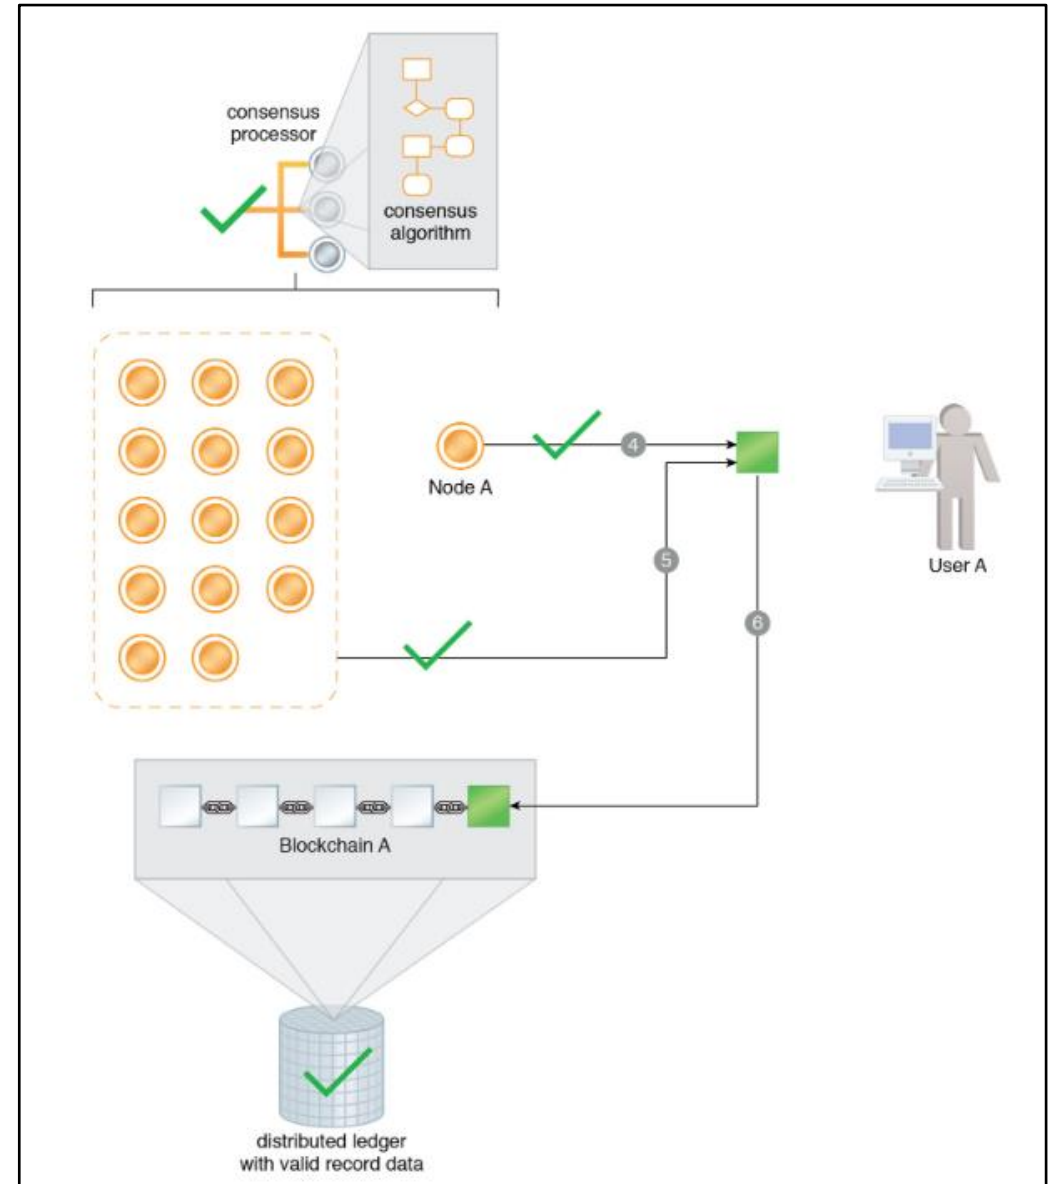 consensus
processor
consensus
algorithm
4
Node A
5
User A
6
Blockchain A
distributed ledger
with valid record data